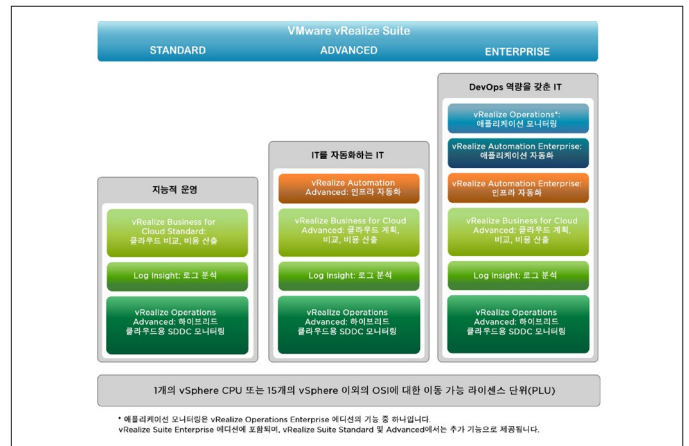 VMware vRealize Suite
STANDARD
ADVANCED
ENTERPRISE
지능적 운영
vRealize Business for
Cloud Standard:
클라우드 비교, 비용 산출
Log Insight: 로그 분석
vRealize Operations
Advanced: 하이브리드
클라우드용 SDDC 모니터링
IT를 자동화하는 IT
vRealize Automation
Advanced: 인프라 자동화
vRealize Business for Cloud
Advanced: 클라우드 계획,
비교, 비용 산출
Log Insight: 로그 분석
vRealize Operations
Advanced: 하이브리드
클라우드용 SDDC 모니터링
DevOps 역량을 갖춘 IT
vRealize Operations*:
애플리케이션 모니터링
vRealize Automation Enterprise:
애플리케이션 자동화
vRealize Automation Enterprise:
인프라 자동화
vRealize Business for Cloud
Advanced: 클라우드 계획,
비교, 비용 산출
Log Insight: 로그 분석
vRealize Operations
Advanced: 하이브리드
클라우드용 SDDC 모니터링
1개의 vSphere CPU 또는 15개의 vSphere 이외의 OSI에 대한 이동 가능 라이센스 단위(PLU)
* 애플리케이션 모니터링은 vRealize Operations Enterprise 에디션의 기능 중 하나입니다.
vRealize Suite Enterprise 에디션에 포함되며, vRealize Suite Standard 및 Advanced에서는 추가 기능으로 제공됩니다.